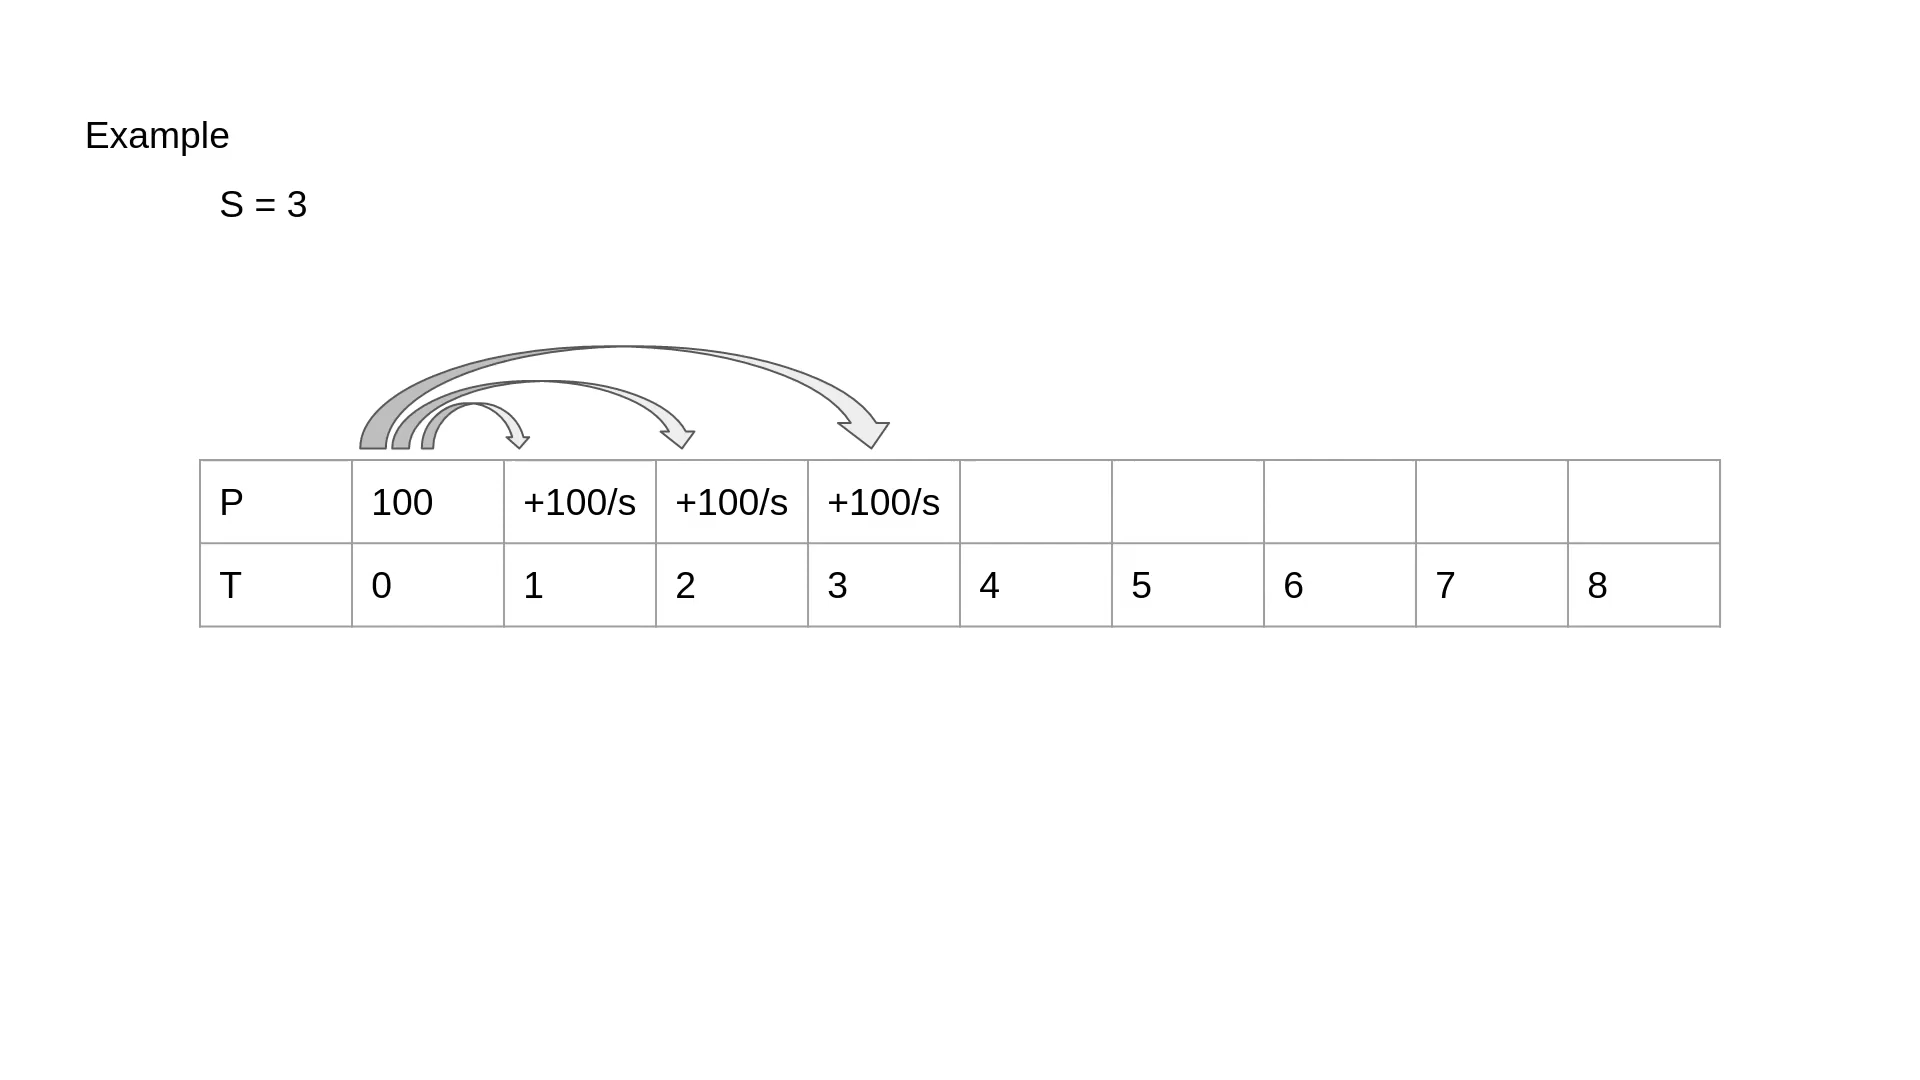 Example
S = 3
P 100 +100/s +100/s +100/s
T 0 1 2 3 4 5 6 7 8